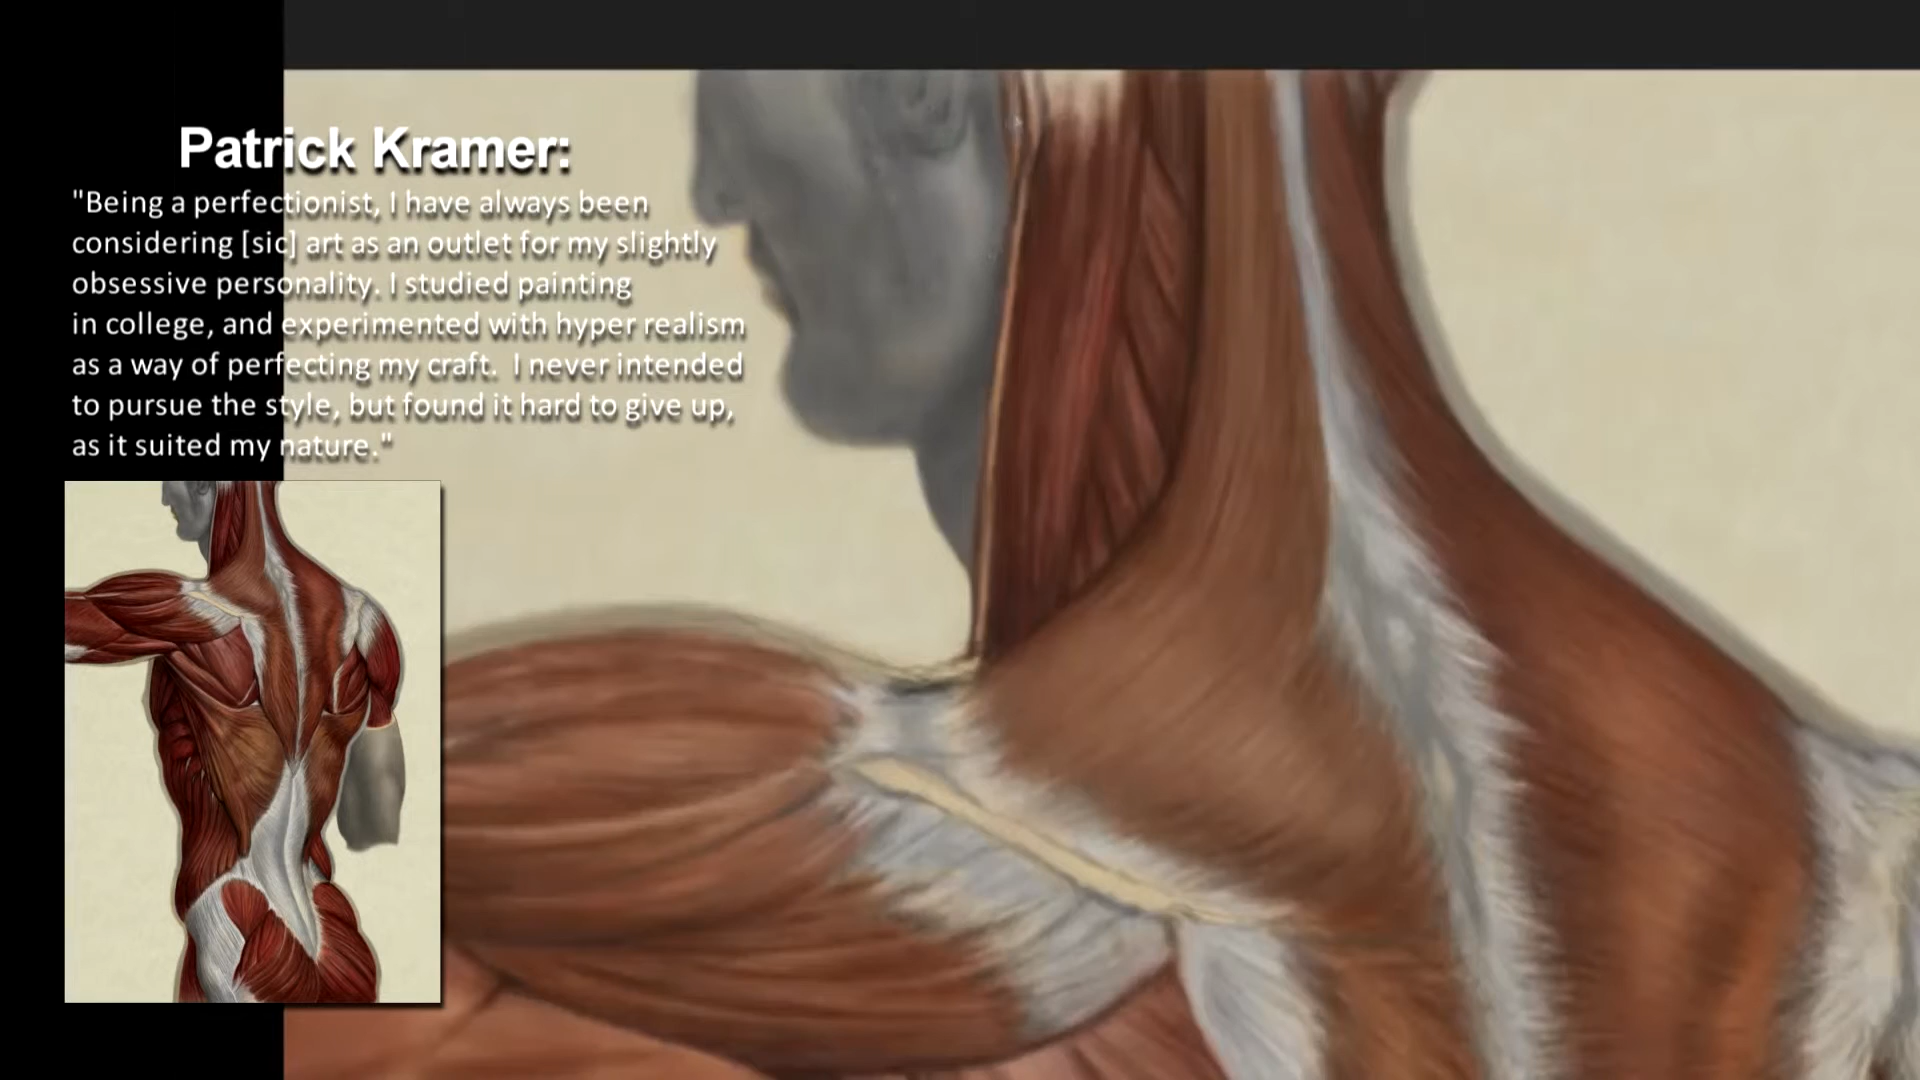 Patrick Kramer:
"Being a perfectionist, I have always been
considering [sic] art as an outlet for my slightly
obsessive personality. I studied painting
in college, and experimented with hyper realism
as a way of perfecting my craft.  I never intended
to pursue the style, but found it hard to give up,
as it suited my nature."